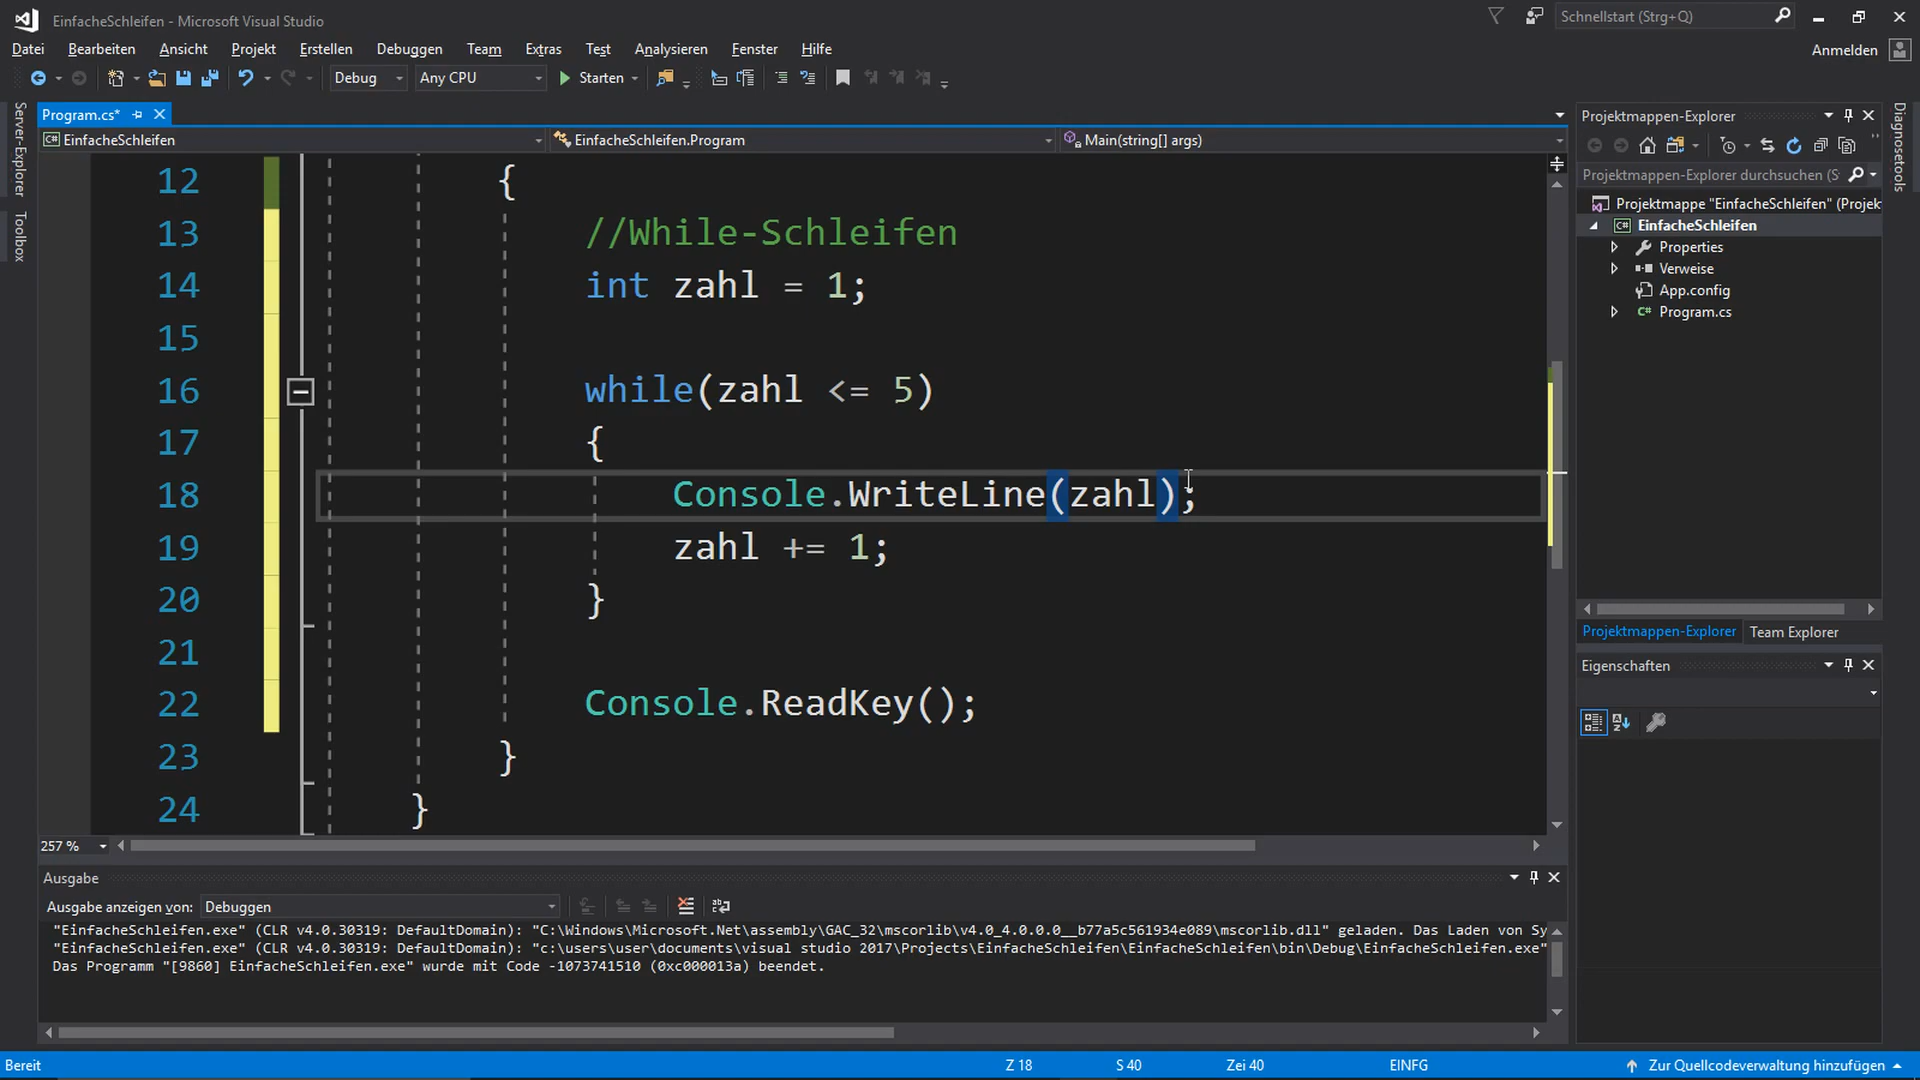 EinfacheSchleifen - Microsoft Visual Studio
Schnellstart (Strg+Q)
Datei Bearbeiten Ansicht Projekt Erstellen Debuggen Team Extras Test Analysieren Fenster Hilfe
Anmelden
Debug Any CPU Starten
Server-Explorer
Toolbox
Program.cs*
EinfacheSchleifen EinfacheSchleifen.Program Main(string[] args)
12 {
13 //While-Schleifen
14 int zahl = 1;
15
16 while(zahl <= 5)
17 {
18 Console.WriteLine(zahl);
19 zahl += 1;
20 }
21
22 Console.ReadKey();
23 }
24 }
257 %
Projektmappen-Explorer
Projektmappen-Explorer durchsuchen (S
Projektmappe "EinfacheSchleifen" (Projek
EinfacheSchleifen
Properties
Verweise
App.config
Program.cs
Projektmappen-Explorer Team Explorer
Eigenschaften
Diagnosetools
Ausgabe
Ausgabe anzeigen von: Debuggen
"EinfacheSchleifen.exe" (CLR v4.0.30319: DefaultDomain): "C:\Windows\Microsoft.Net\assembly\GAC_32\mscorlib\v4.0_4.0.0.0__b77a5c561934e089\mscorlib.dll" geladen. Das Laden von Sy
"EinfacheSchleifen.exe" (CLR v4.0.30319: DefaultDomain): "c:\users\user\documents\visual studio 2017\Projects\EinfacheSchleifen\EinfacheSchleifen\bin\Debug\EinfacheSchleifen.exe"
Das Programm "[9860] EinfacheSchleifen.exe" wurde mit Code -1073741510 (0xc000013a) beendet.
Bereit Z 18 S 40 Zei 40 EINFG Zur Quellcodeverwaltung hinzufügen